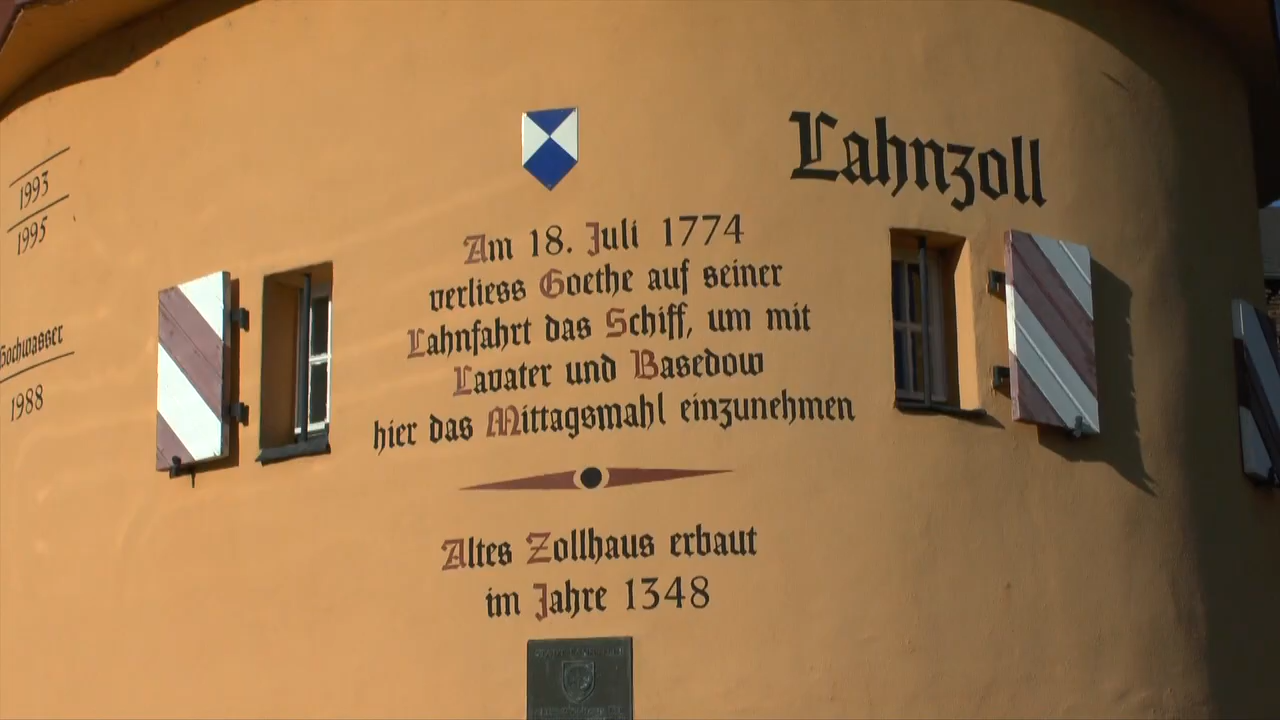 1993
1995
Hochwasser
1988
Lahnzoll
Am 18. Juli 1774
verliess Goethe auf seiner
Lahnfahrt das Schiff, um mit
Lavater und Basedow
hier das Mittagsmahl einzunehmen
Altes Zollhaus erbaut
im Jahre 1348